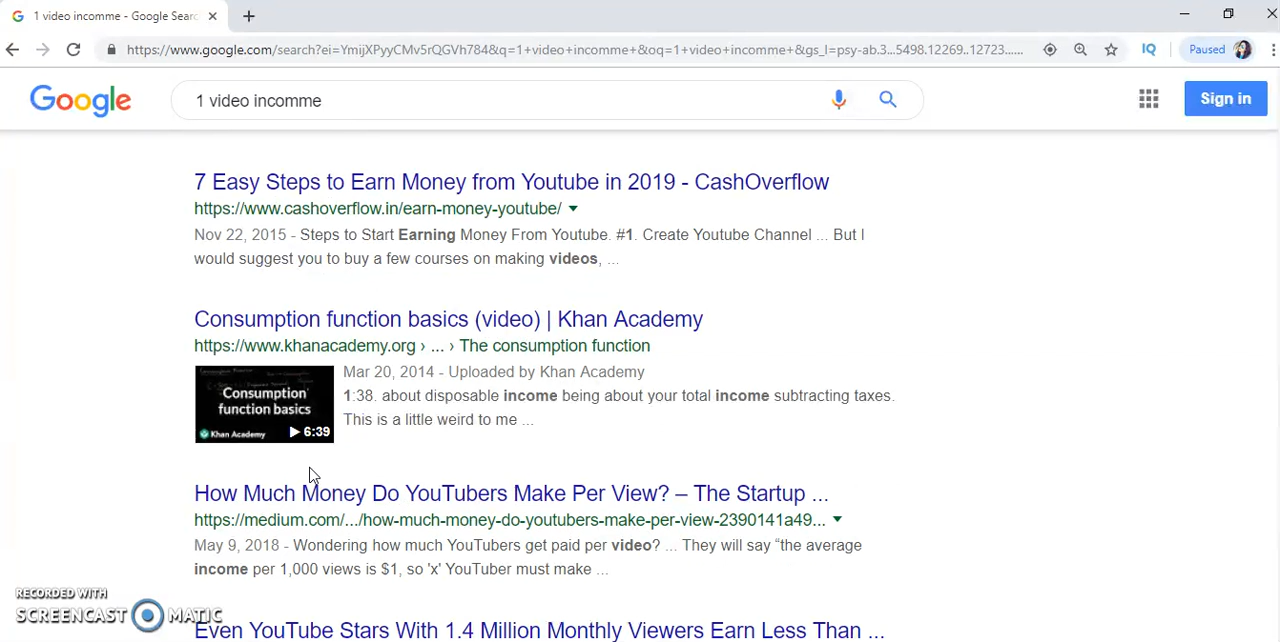 1 video incomme - Google Searc
https://www.google.com/search?ei=YmijXPyyCMv5rQGVh784&q=1+video+incomme+&oq=1+video+incomme+&gs_l=psy-ab.3...5498.12269..12723......
IQ
Paused
Google
1 video incomme
Sign in
7 Easy Steps to Earn Money from Youtube in 2019 - CashOverflow
https://www.cashoverflow.in/earn-money-youtube/
Nov 22, 2015 - Steps to Start Earning Money From Youtube. #1. Create Youtube Channel ... But I
would suggest you to buy a few courses on making videos, ...
Consumption function basics (video) | Khan Academy
https://www.khanacademy.org › ... › The consumption function
Consumption
function basics
Khan Academy
6:39
Mar 20, 2014 - Uploaded by Khan Academy
1:38. about disposable income being about your total income subtracting taxes.
This is a little weird to me ...
How Much Money Do YouTubers Make Per View? – The Startup ...
https://medium.com/.../how-much-money-do-youtubers-make-per-view-2390141a49...
May 9, 2018 - Wondering how much YouTubers get paid per video? ... They will say “the average
income per 1,000 views is $1, so 'x' YouTuber must make ...
RECORDED WITH
SCREENCAST MATIC
Even YouTube Stars With 1.4 Million Monthly Viewers Earn Less Than ...